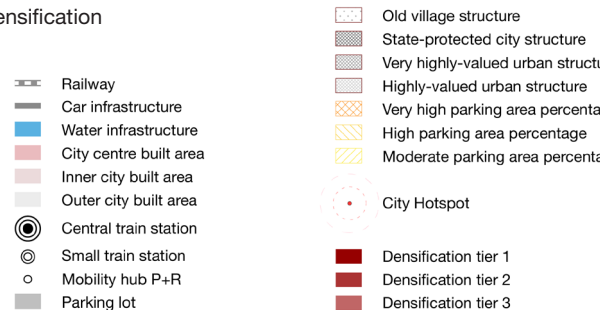 ensification
Railway
Car infrastructure
Water infrastructure
City centre built area
Inner city built area
Outer city built area
Central train station
Small train station
Mobility hub P+R
Parking lot
Old village structure
State-protected city structure
Very highly-valued urban structu
Highly-valued urban structure
Very high parking area percenta
High parking area percentage
Moderate parking area percenta
City Hotspot
Densification tier 1
Densification tier 2
Densification tier 3